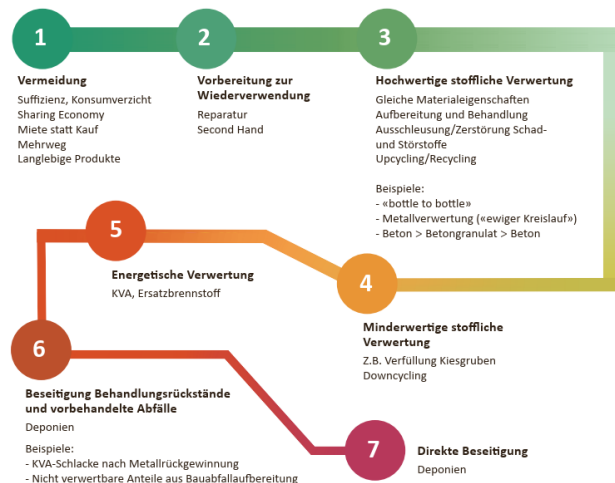 1
Vermeidung
Suffizienz, Konsumverzicht
Sharing Economy
Miete statt Kauf
Mehrweg
Langlebige Produkte
2
Vorbereitung zur
Wiederverwendung
Reparatur
Second Hand
3
Hochwertige stoffliche Verwertung
Gleiche Materialeigenschaften
Aufbereitung und Behandlung
Ausschleusung/Zerstörung Schad-
und Störstoffe
Upcycling/Recycling
Beispiele:
- «bottle to bottle»
- Metallverwertung («ewiger Kreislauf»)
- Beton > Betongranulat > Beton
4
Minderwertige stoffliche
Verwertung
Z.B. Verfüllung Kiesgruben
Downcycling
5
Energetische Verwertung
KVA, Ersatzbrennstoff
6
Beseitigung Behandlungsrückstände
und vorbehandelte Abfälle
Deponien
Beispiele:
- KVA-Schlacke nach Metallrückgewinnung
- Nicht verwertbare Anteile aus Bauabfallaufbereitung
7
Direkte Beseitigung
Deponien